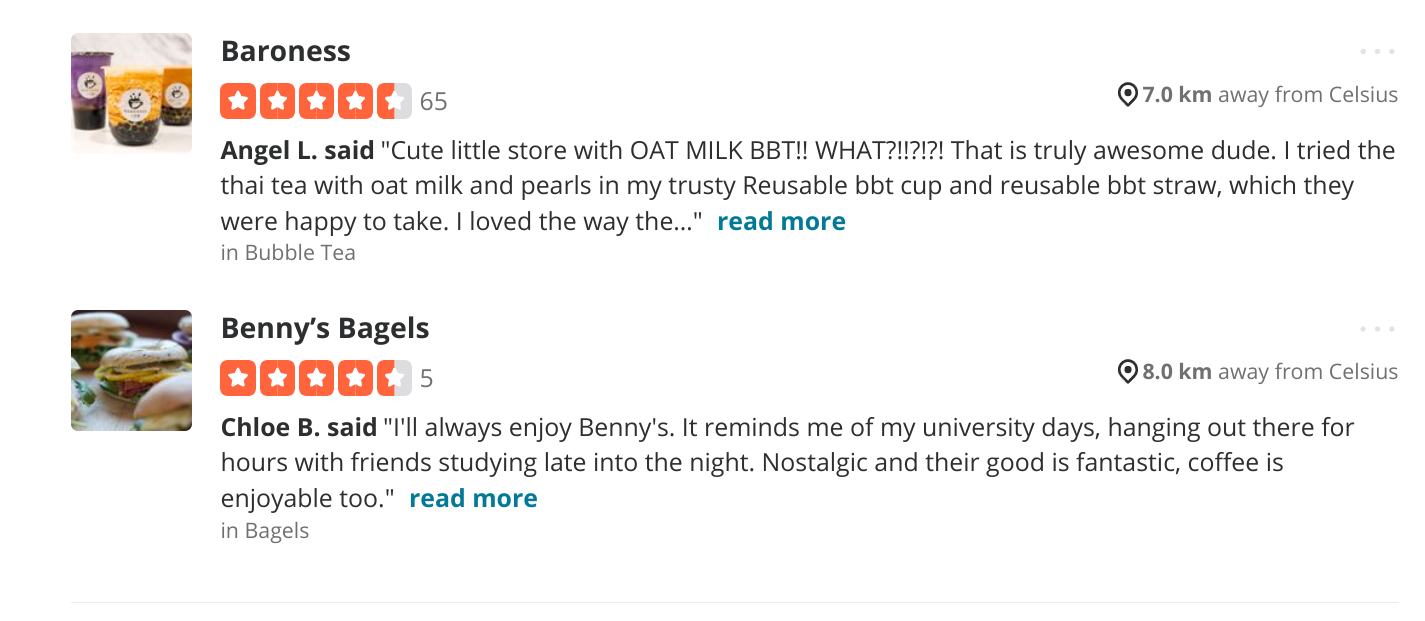 Baroness
65
7.0 km away from Celsius
Angel L. said "Cute little store with OAT MILK BBT!! WHAT?!!?!?! That is truly awesome dude. I tried the
thai tea with oat milk and pearls in my trusty Reusable bbt cup and reusable bbt straw, which they
were happy to take. I loved the way the..." read more
in Bubble Tea
Benny’s Bagels
5
8.0 km away from Celsius
Chloe B. said "I'll always enjoy Benny's. It reminds me of my university days, hanging out there for
hours with friends studying late into the night. Nostalgic and their good is fantastic, coffee is
enjoyable too." read more
in Bagels